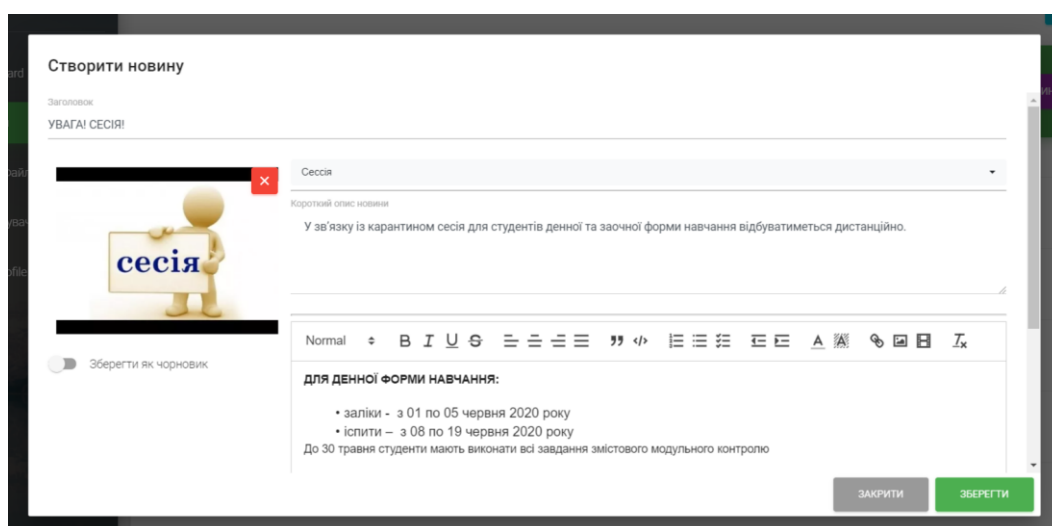 Створити новину
Заголовок
УВАГА! СЕСІЯ!
сесія
Зберегти як чорновик
Сессія
Короткий опис новини
У зв'язку із карантином сесія для студентів денної та заочної форми навчання відбуватиметься дистанційно.
Normal
ДЛЯ ДЕННОЇ ФОРМИ НАВЧАННЯ:
• заліки - з 01 по 05 червня 2020 року
• іспити – з 08 по 19 червня 2020 року
До 30 травня студенти мають виконати всі завдання змістового модульного контролю
ЗАКРИТИ
ЗБЕРЕГТИ